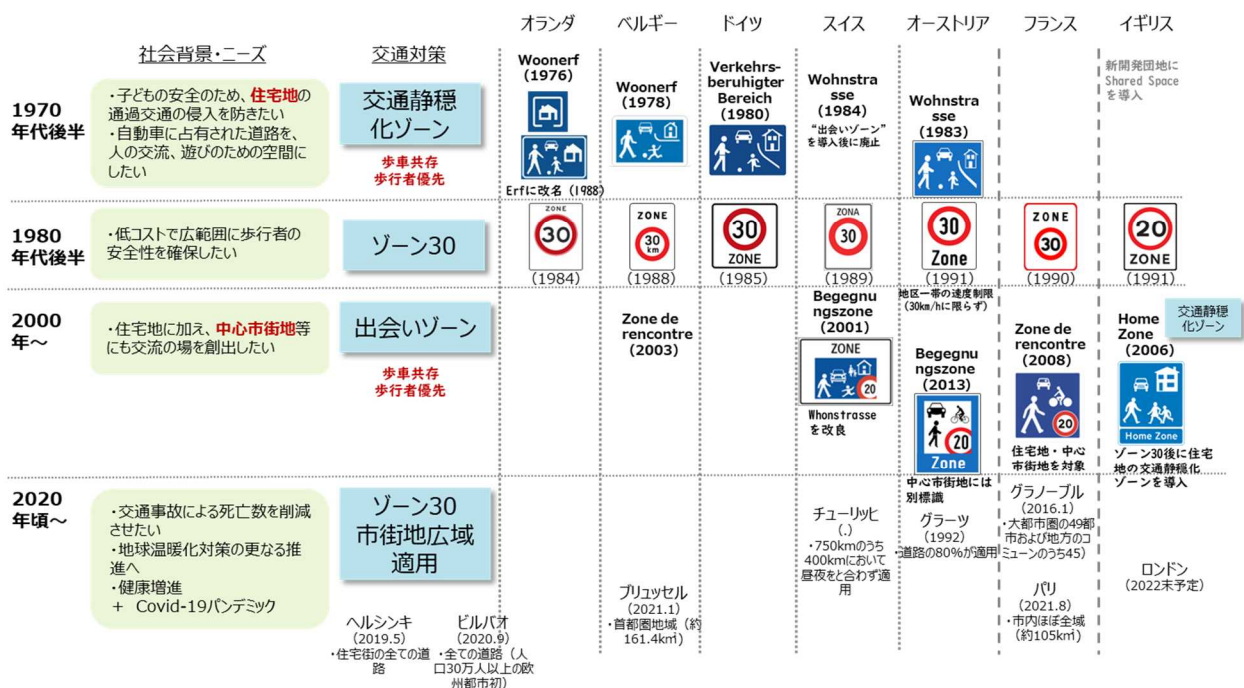 オランダ
ベルギー
ドイツ
スイス
オーストリア
フランス
イギリス
社会背景・ニーズ
交通対策
1970
年代後半
・子どもの安全のため、住宅地の
通過交通の侵入を防ぎたい
・自動車に占有された道路を、
人の交流、遊びのための空間に
したい
交通静穏
化ゾーン
歩車共存
歩行者優先
Woonerf
(1976)
Erfに改名（1988）
Woonerf
(1978)
Verkehrs-
beruhigter
Bereich
(1980)
Wohnstra
sse
(1984)
“出会いゾーン”
を導入後に廃止
Wohnstra
sse
(1983)
新開発団地に
Shared Space
を導入
1980
年代後半
・低コストで広範囲に歩行者の
安全性を確保したい
ゾーン30
ZONE
30
(1984)
ZONE
30
km
(1988)
30
ZONE
(1985)
ZONA
30
(1989)
30
Zone
(1991)
地区一帯の速度制限
（30km/hに限らず）
ZONE
30
(1990)
20
ZONE
(1991)
2000
年～
・住宅地に加え、中心市街地等
にも交流の場を創出したい
出会いゾーン
歩車共存
歩行者優先
Zone de
rencontre
(2003)
Begeg
nungszone
(2001)
ZONE
20
Whonstrasse
を改良
Begeg
nungszone
(2013)
20
Zone
中心市街地には
別標識
Zone de
rencontre
(2008)
20
住宅地・中心
市街地を対象
Home
Zone
(2006)
交通静穏
化ゾーン
Home Zone
ゾーン30後に住宅
地の交通静穏化
ゾーンを導入
2020
年頃～
・交通事故による死亡数を削減
させたい
・地球温暖化対策の更なる推
進へ
・健康増進
＋ Covid-19パンデミック
ゾーン30
市街地広域
適用
ヘルシンキ
(2019.5)
・住宅街の全ての道
路
ビルバオ
(2020.9)
・全ての道路（人
口30万人以上の欧
州都市初）
ブリュッセル
(2021.1)
・首都圏地域（約
161.4k㎡）
チューリッヒ
(.)
・750kmのうち
400kmにおいて
昼夜をと合わず適
用
グラーツ
(1992)
・道路の80％が適用
グラノーブル
(2016.1)
・大都市圏の49都
市および地方のコ
ミューンのうち45）
パリ
(2021.8)
・市内ほぼ全域
（約105k㎡）
ロンドン
(2022末予定)